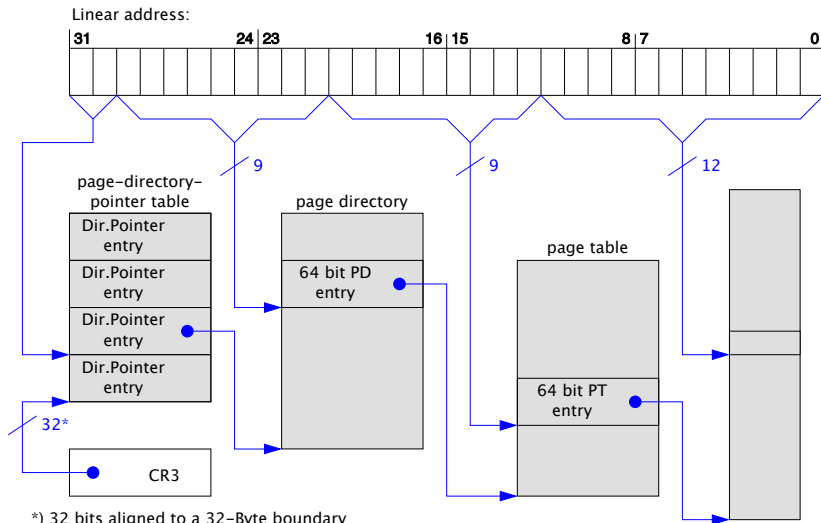 Linear address:
31 24 23 16 15 8 7 0
9 9 12
page-directory-
pointer table
page directory
page table
Dir.Pointer
entry
Dir.Pointer
entry
Dir.Pointer
entry
Dir.Pointer
entry
64 bit PD
entry
64 bit PT
entry
32*
CR3
*) 32 bits aligned to a 32-Byte boundary